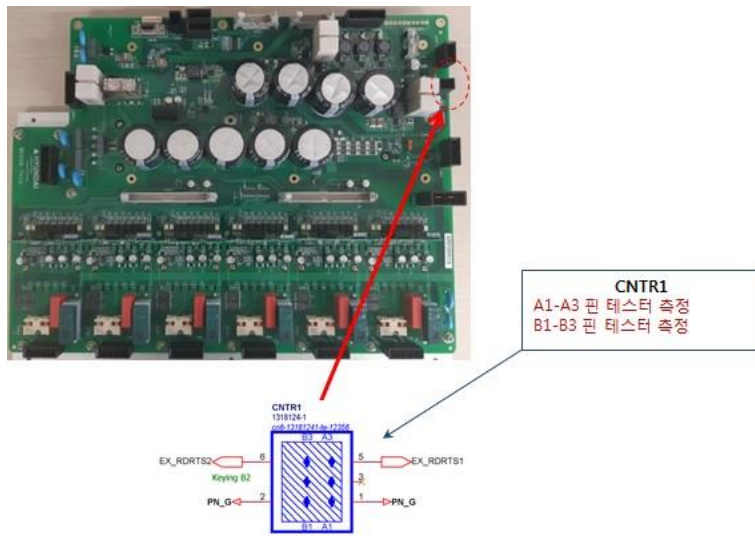 HYUNDAI
CNTR1
A1-A3 핀 테스터 측정
B1-B3 핀 테스터 측정
CNTR1
1318124-1
B3 A3
EX_RDRTS2
6
5
EX_RDRTS1
Keying B2
3
PN_G
2
1
PN_G
B1 A1